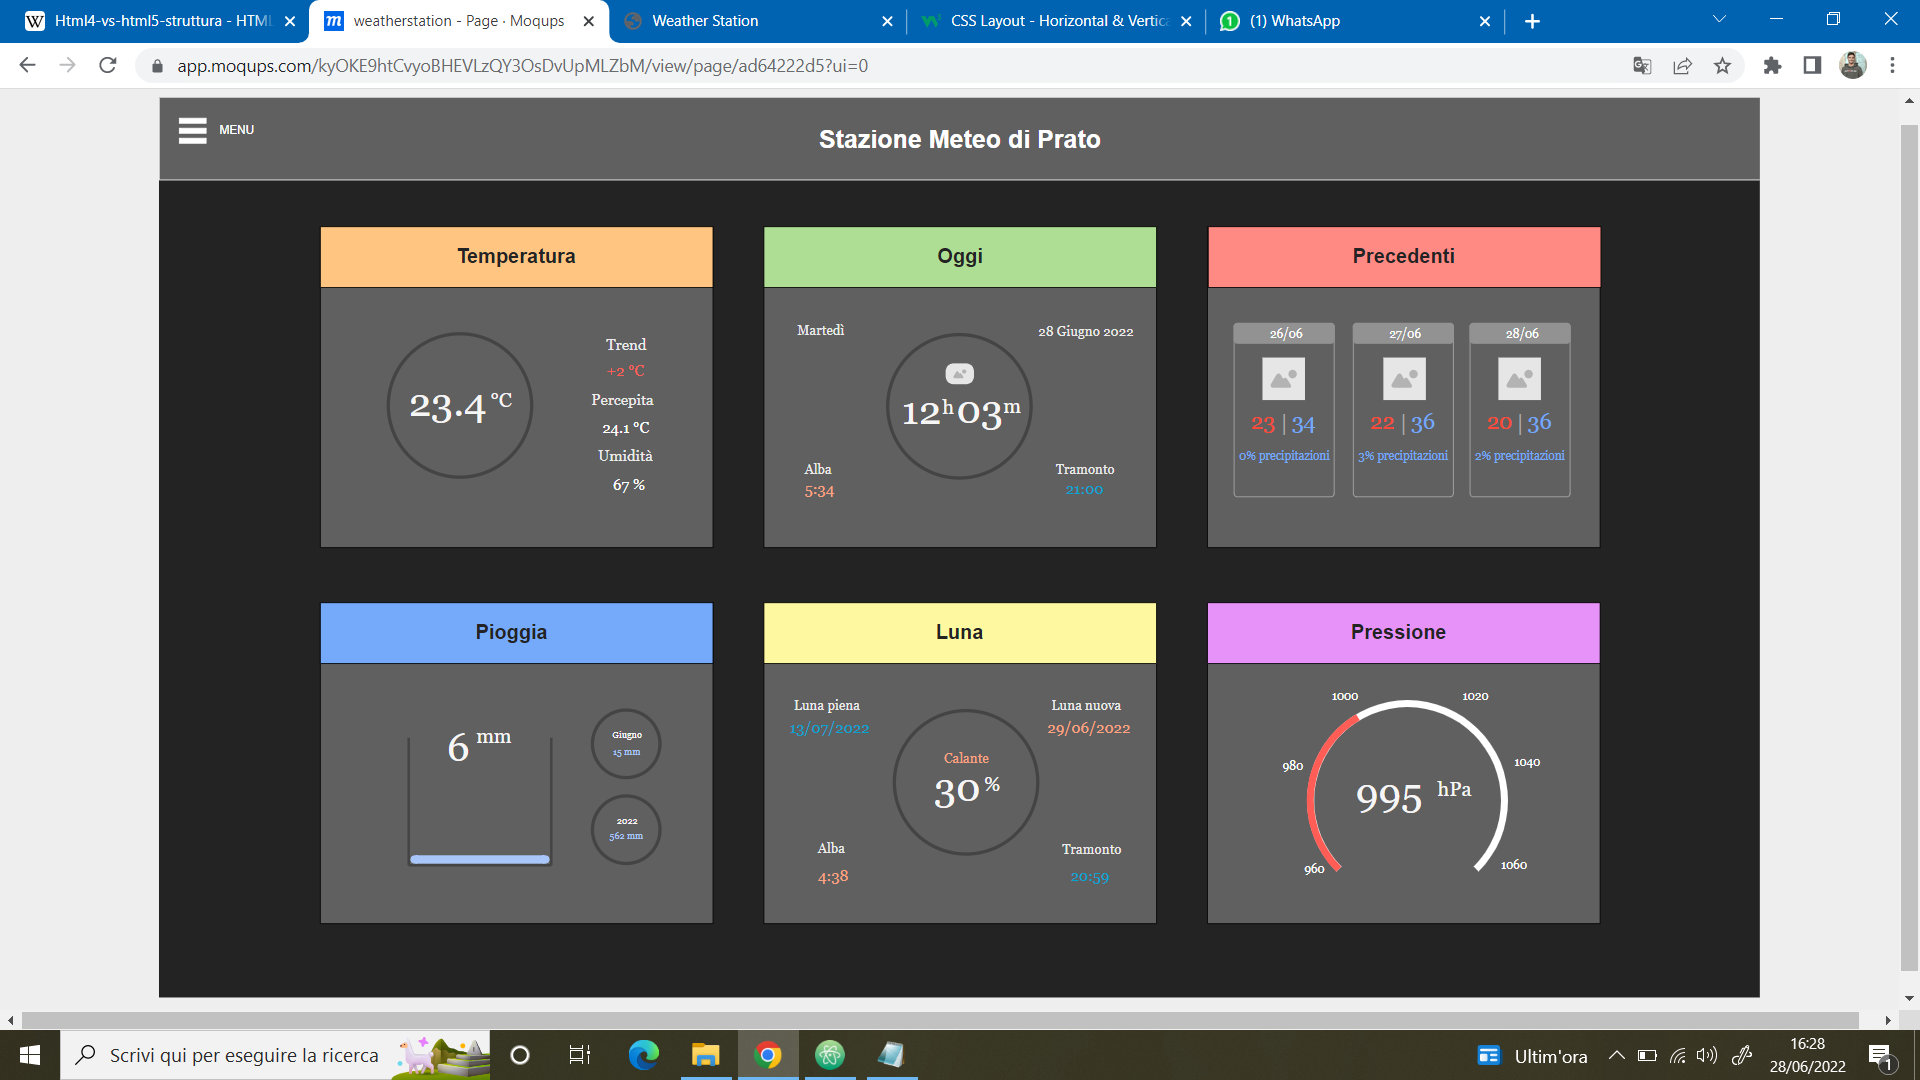 Html4-vs-html5-struttura - HTML
weatherstation - Page · Moqups
Weather Station
CSS Layout - Horizontal & Vertica
(1) WhatsApp
app.moqups.com/kyOKE9htCvyoBHEVLzQY3OsDvUpMLZbM/view/page/ad64222d5?ui=0
MENU
Stazione Meteo di Prato
Temperatura
23.4 °C
Trend
+2 °C
Percepita
24.1 °C
Umidità
67 %
Oggi
Martedì
28 Giugno 2022
12h03m
Alba
5:34
Tramonto
21:00
Precedenti
26/06
23 | 34
0% precipitazioni
27/06
22 | 36
3% precipitazioni
28/06
20 | 36
2% precipitazioni
Pioggia
6 mm
Giugno
15 mm
2022
562 mm
Luna
Luna piena
13/07/2022
Luna nuova
29/06/2022
Calante
30 %
Alba
4:38
Tramonto
20:59
Pressione
1000
1020
980
1040
995 hPa
960
1060
Scrivi qui per eseguire la ricerca
Ultim'ora
16:28
28/06/2022
1